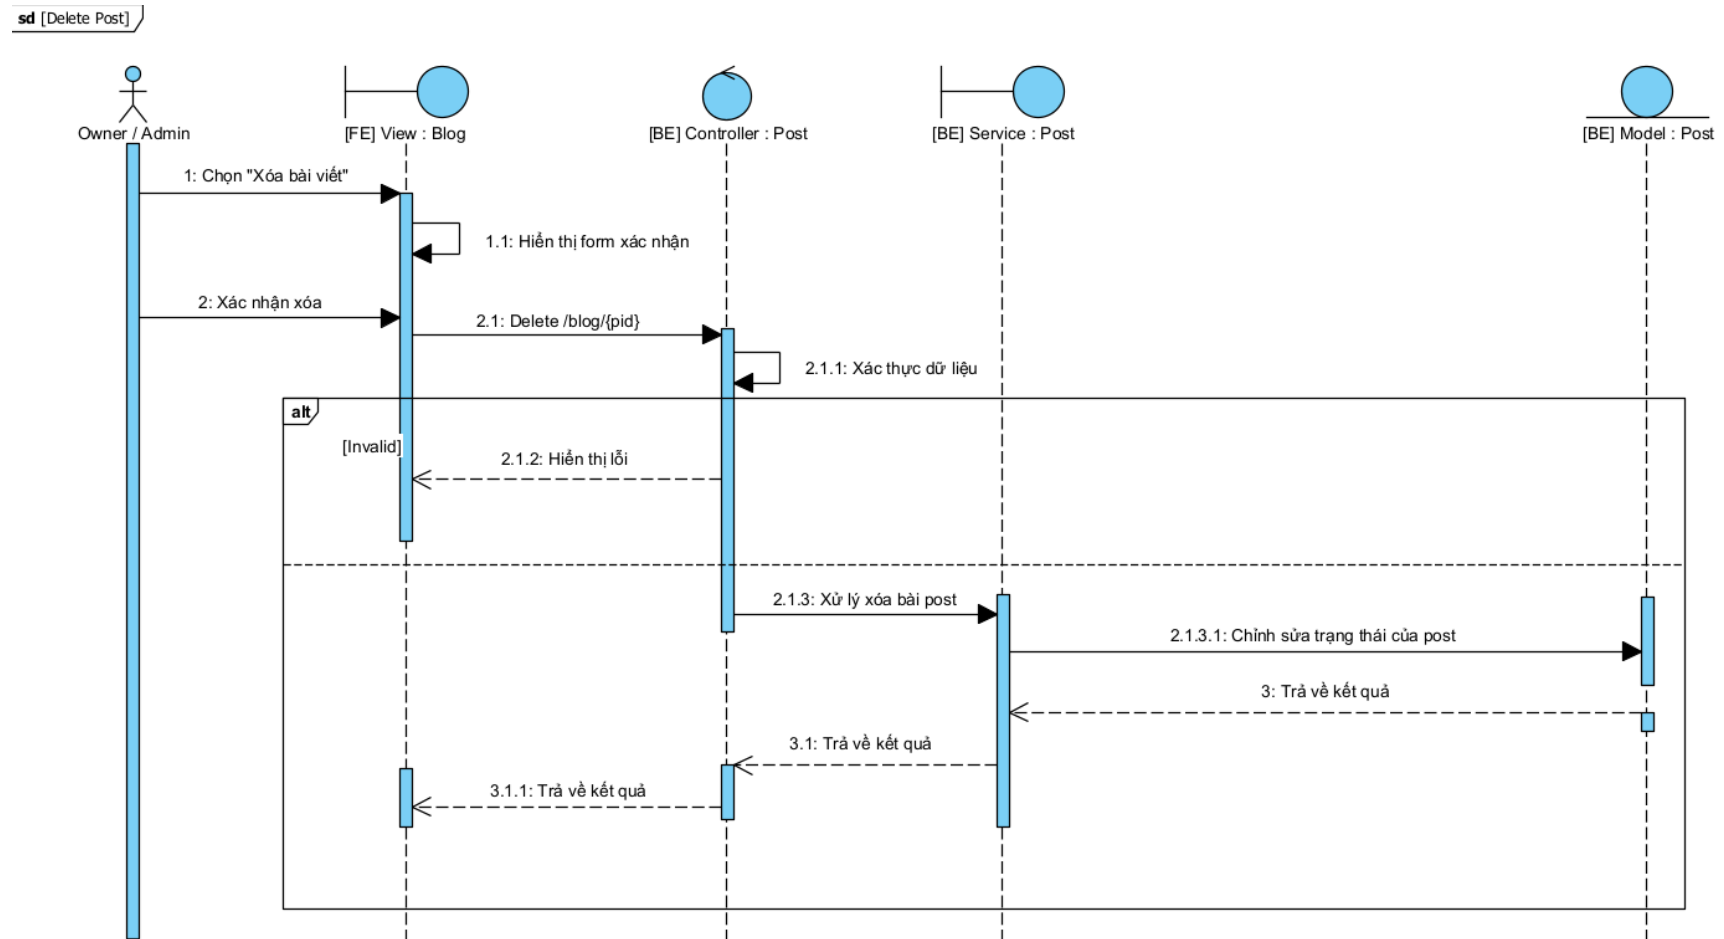 sd [Delete Post]
Owner / Admin
[FE] View : Blog
[BE] Controller : Post
[BE] Service : Post
[BE] Model : Post
1: Chọn "Xóa bài viết"
1.1: Hiển thị form xác nhận
2: Xác nhận xóa
2.1: Delete /blog/{pid}
2.1.1: Xác thực dữ liệu
alt
[Invalid]
2.1.2: Hiển thị lỗi
2.1.3: Xử lý xóa bài post
2.1.3.1: Chỉnh sửa trạng thái của post
3: Trả về kết quả
3.1: Trả về kết quả
3.1.1: Trả về kết quả